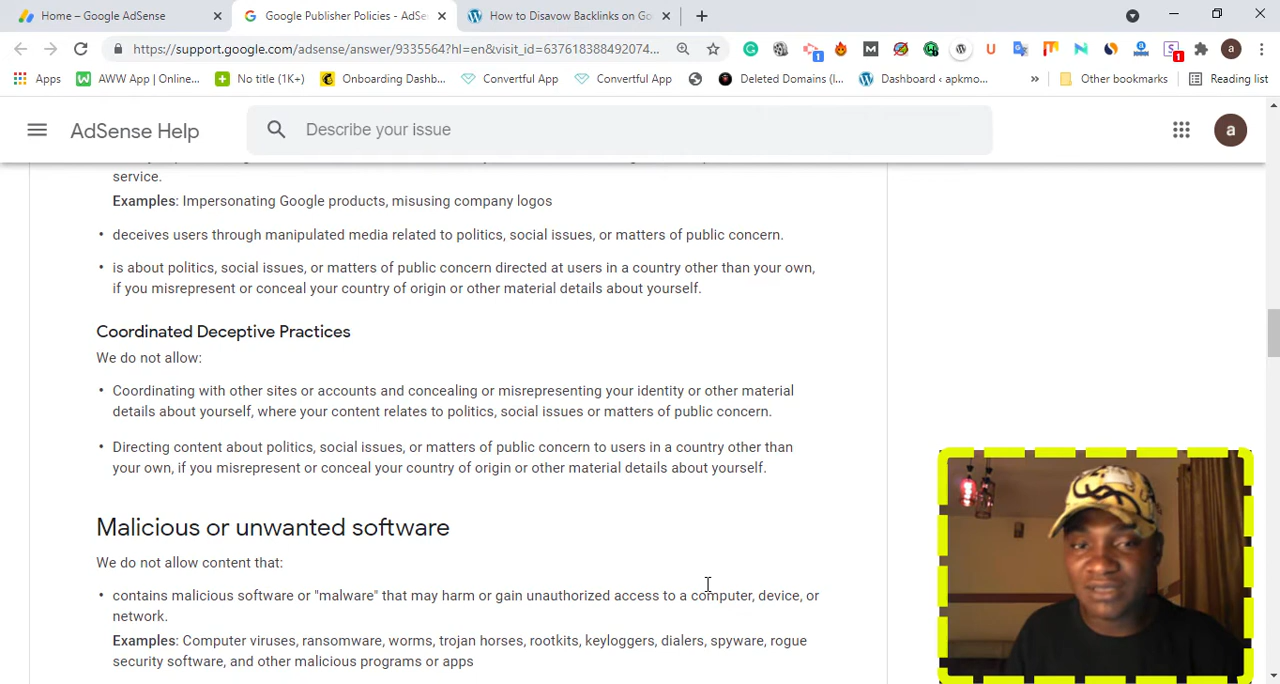 Home – Google AdSense
Google Publisher Policies - AdSe
How to Disavow Backlinks on Go
https://support.google.com/adsense/answer/9335564?hl=en&visit_id=637618388492074...
Apps
AWW App | Online...
No title (1K+)
Onboarding Dashb...
Convertful App
Convertful App
Deleted Domains (I...
Dashboard ‹ apkmo...
»
Other bookmarks
Reading list
AdSense Help
Describe your issue
a
service.
Examples: Impersonating Google products, misusing company logos
• deceives users through manipulated media related to politics, social issues, or matters of public concern.
• is about politics, social issues, or matters of public concern directed at users in a country other than your own,
if you misrepresent or conceal your country of origin or other material details about yourself.
Coordinated Deceptive Practices
We do not allow:
• Coordinating with other sites or accounts and concealing or misrepresenting your identity or other material
details about yourself, where your content relates to politics, social issues or matters of public concern.
• Directing content about politics, social issues, or matters of public concern to users in a country other than
your own, if you misrepresent or conceal your country of origin or other material details about yourself.
Malicious or unwanted software
We do not allow content that:
• contains malicious software or "malware" that may harm or gain unauthorized access to a computer, device, or
network.
Examples: Computer viruses, ransomware, worms, trojan horses, rootkits, keyloggers, dialers, spyware, rogue
security software, and other malicious programs or apps